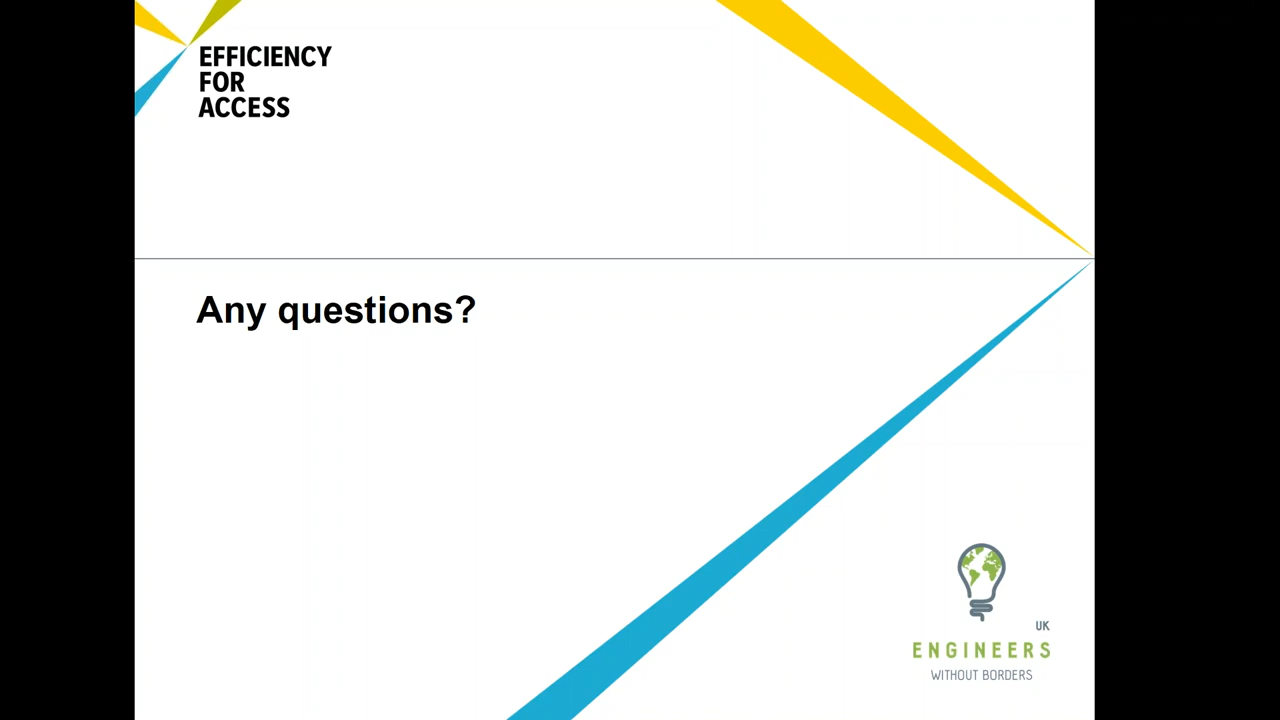 EFFICIENCY
FOR
ACCESS
Any questions?
UK
ENGINEERS
WITHOUT BORDERS